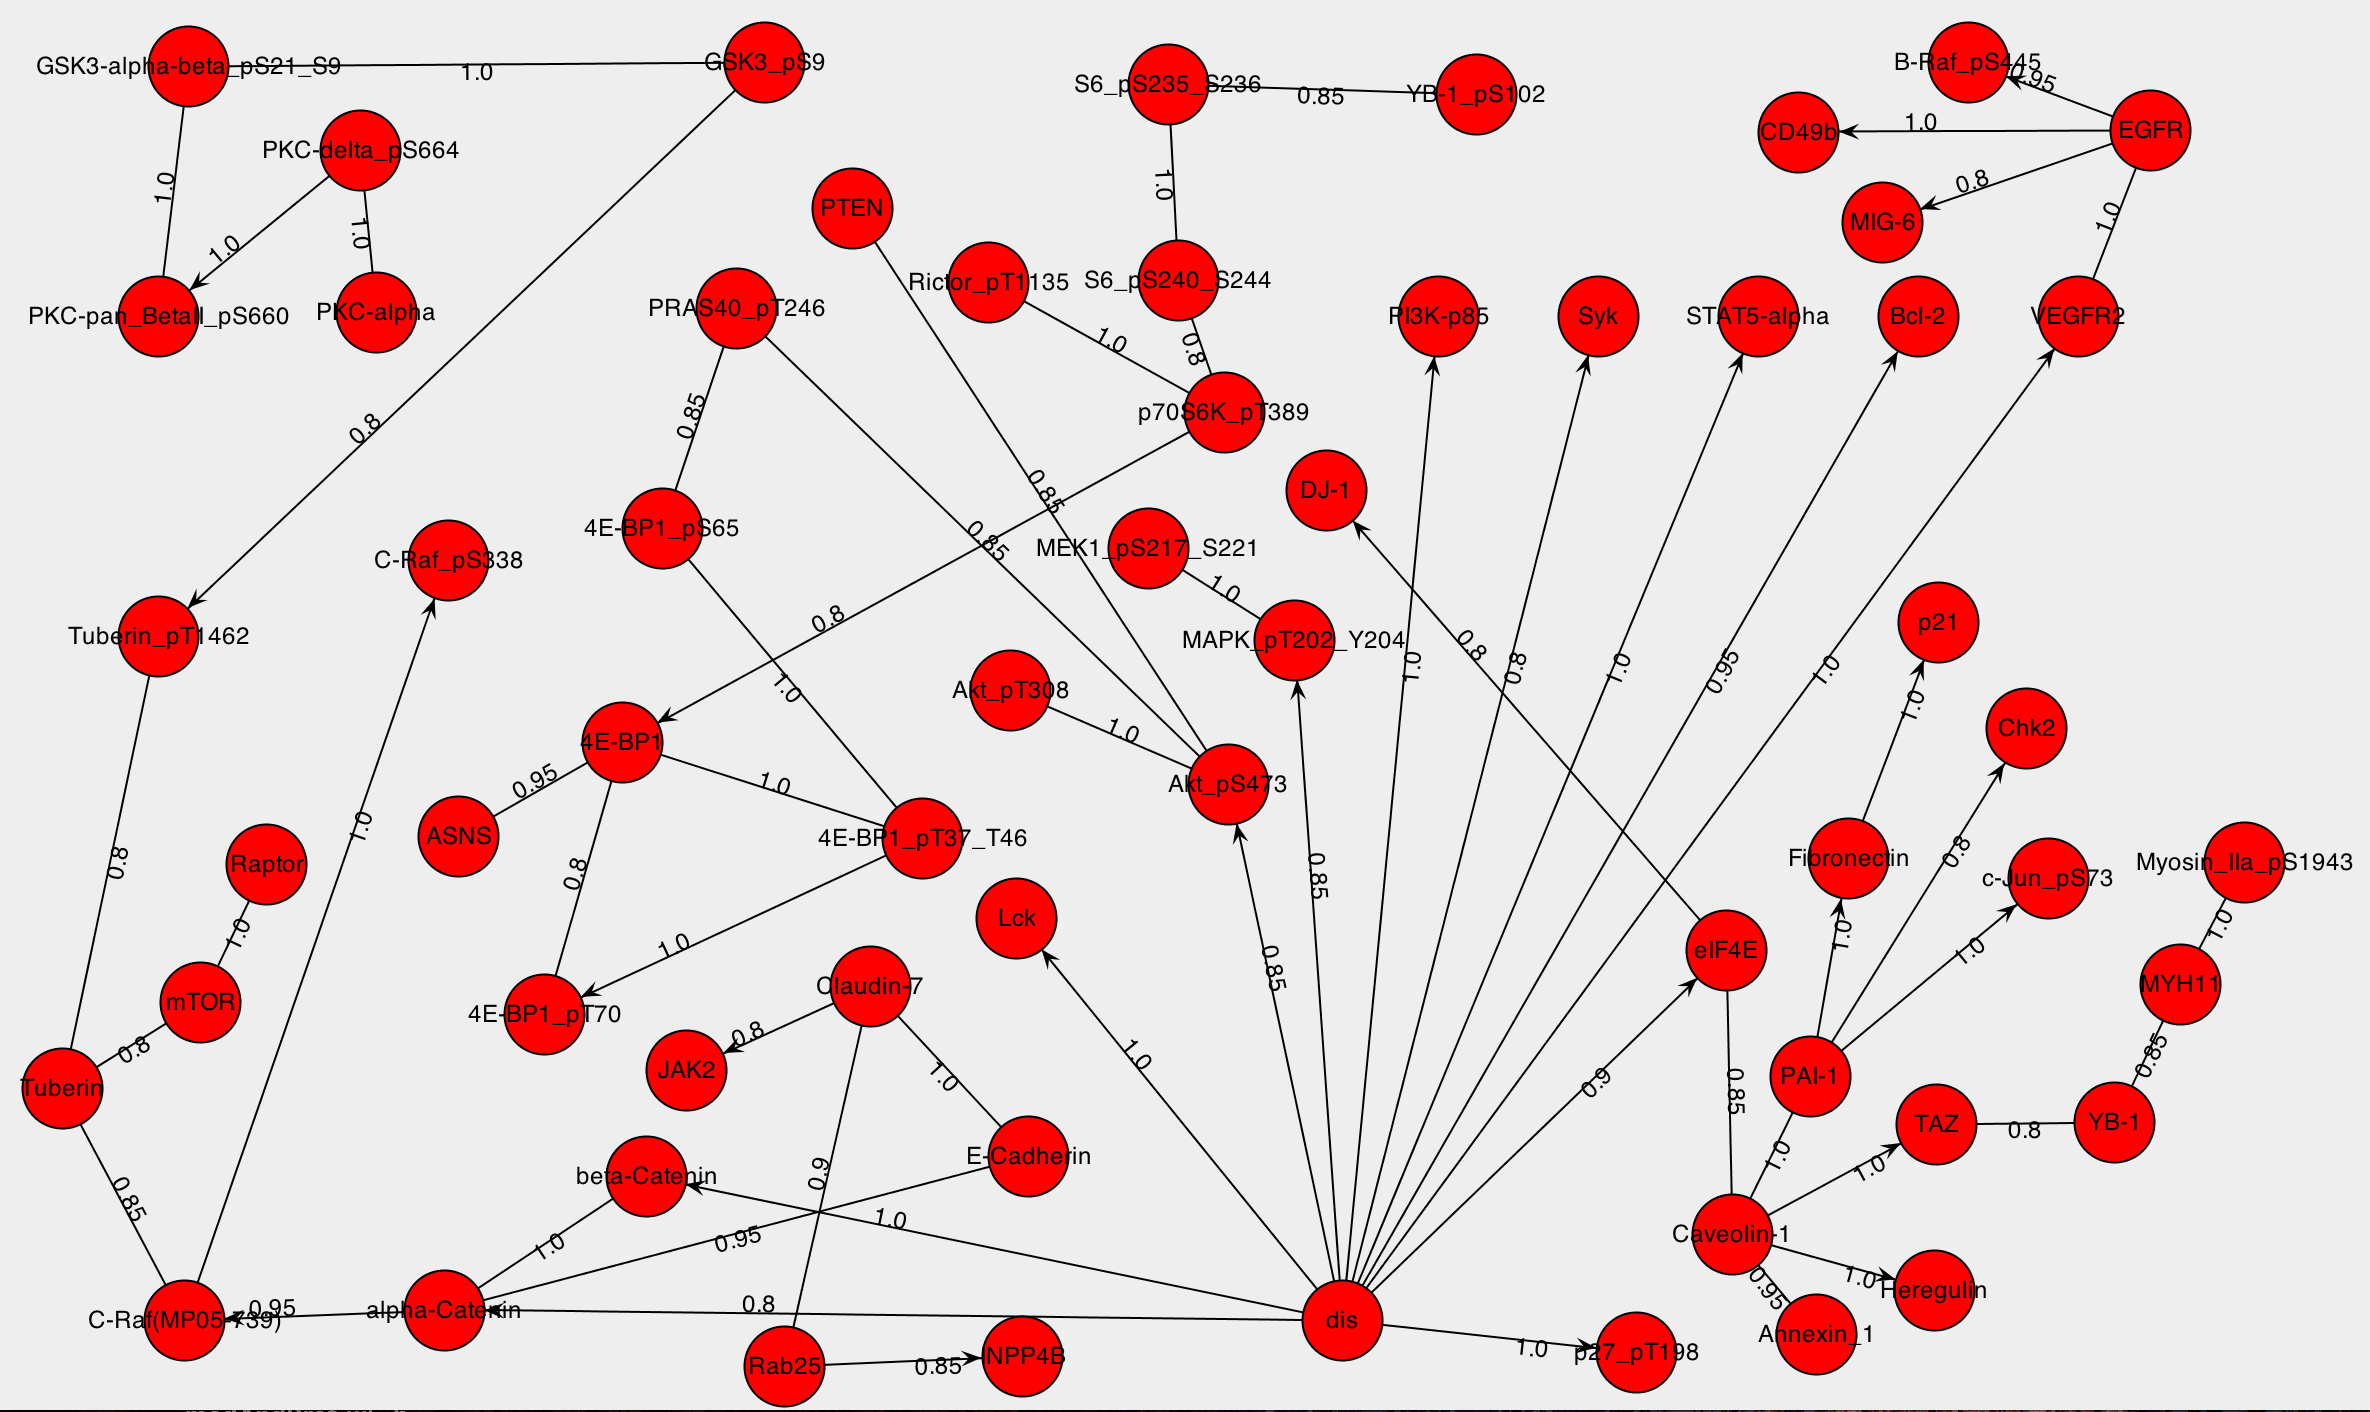 GSK3-alpha-beta_pS21_S9
1.0
GSK3_pS9
S6_pS235_S236
0.85
YB-1_pS102
B-Raf_pS445
0.95
CD49b
1.0
EGFR
PKC-delta_pS664
1.0
1.0
1.0
PTEN
1.0
0.8
MIG-6
1.0
PKC-pan_BetaII_pS660
PKC-alpha
PRAS40_pT246
Rictor_pT1135
S6_pS240_S244
PI3K-p85
Syk
STAT5-alpha
Bcl-2
VEGFR2
1.0
0.8
0.8
0.85
p70S6K_pT389
0.85
DJ-1
4E-BP1_pS65
0.85
MEK1_pS217_S221
C-Raf_pS338
1.0
Tuberin_pT1462
0.8
MAPK_pT202_Y204
0.8
p21
1.0
Akt_pT308
1.0
0.8
1.0
0.95
1.0
1.0
4E-BP1
1.0
Chk2
0.95
1.0
Akt_pS473
ASNS
4E-BP1_pT37_T46
1.0
0.8
Raptor
0.8
0.85
Fibronectin
0.8
c-Jun_pS73
Myosin_IIa_pS1943
1.0
Lck
1.0
0.85
eIF4E
1.0
1.0
1.0
mTOR
4E-BP1_pT70
Claudin-7
MYH11
0.8
0.8
JAK2
1.0
1.0
0.9
0.85
PAI-1
0.85
Tuberin
TAZ
0.8
YB-1
beta-Catenin
0.9
E-Cadherin
1.0
1.0
0.85
1.0
0.95
1.0
Caveolin-1
C-Raf(MP05-739)
0.95
alpha-Catenin
0.8
dis
0.95
1.0
Heregulin
Rab25
0.85
INPP4B
1.0
p27_pT198
Annexin_1